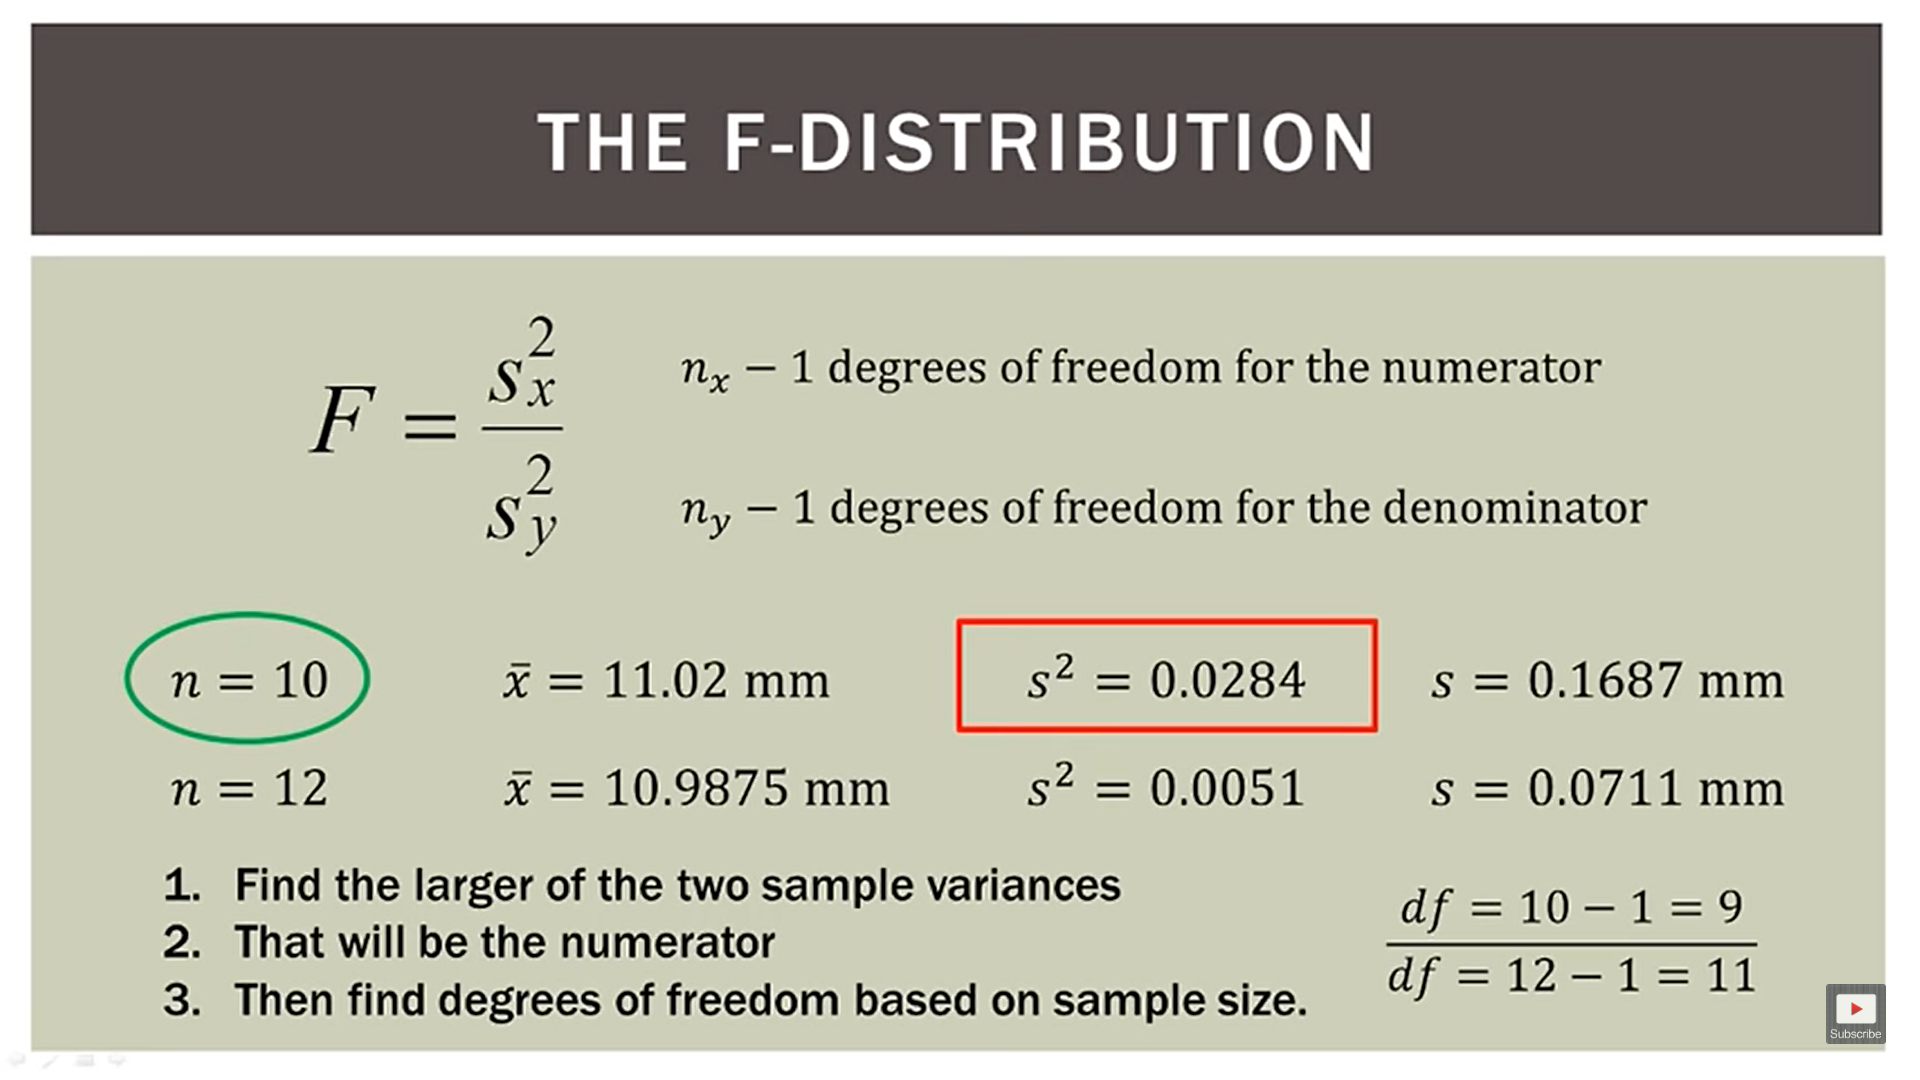 THE F-DISTRIBUTION
F = s_x^2 / s_y^2
n_x − 1 degrees of freedom for the numerator
n_y − 1 degrees of freedom for the denominator
n = 10 x̄ = 11.02 mm s² = 0.0284 s = 0.1687 mm
n = 12 x̄ = 10.9875 mm s² = 0.0051 s = 0.0711 mm
1. Find the larger of the two sample variances
2. That will be the numerator
3. Then find degrees of freedom based on sample size.
df = 10 − 1 = 9
df = 12 − 1 = 11
Subscribe